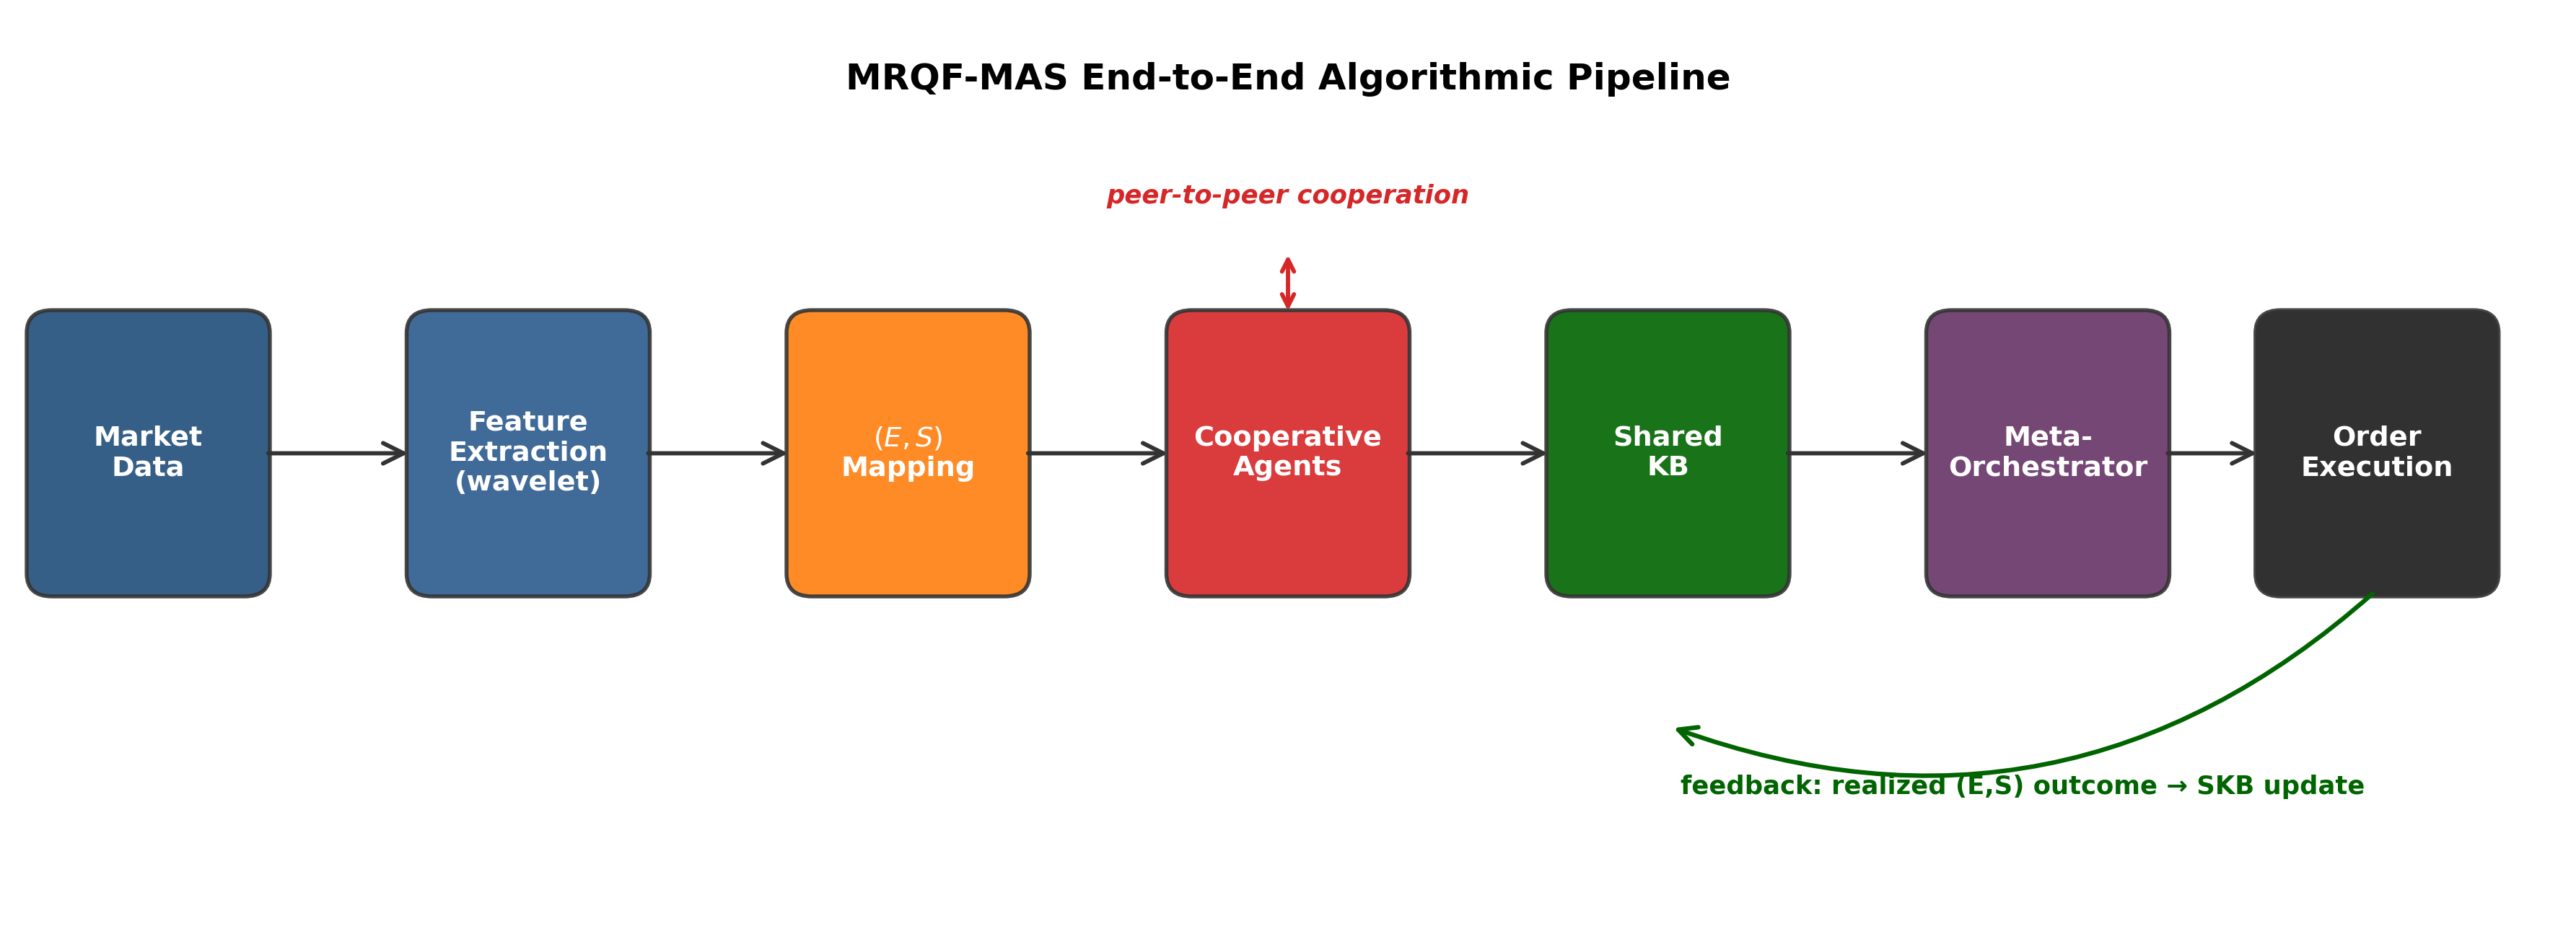 MRQF-MAS End-to-End Algorithmic Pipeline
peer-to-peer cooperation
Market
Data
Feature
Extraction
(wavelet)
(E, S)
Mapping
Cooperative
Agents
Shared
KB
Meta-
Orchestrator
Order
Execution
feedback: realized (E,S) outcome → SKB update